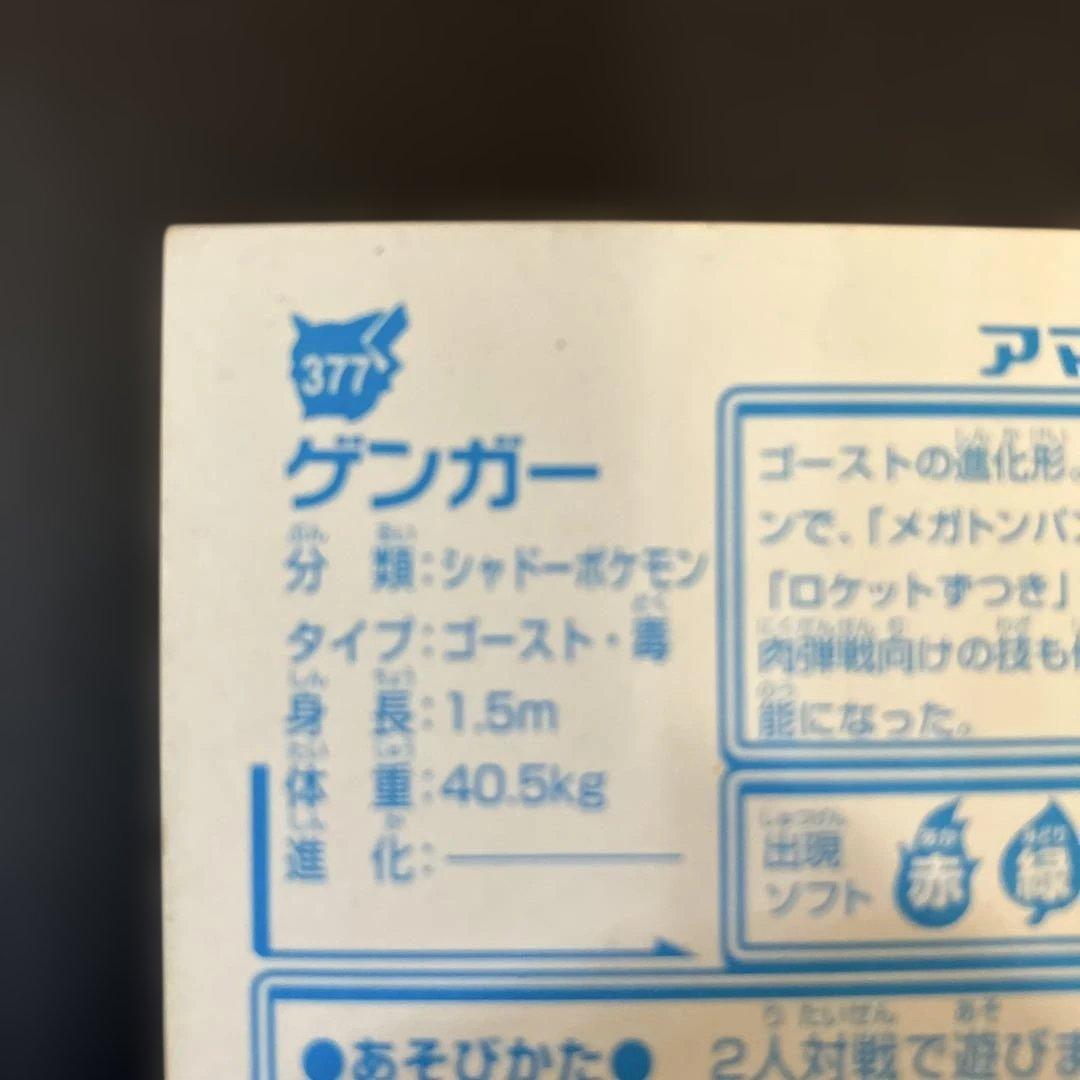 377
ゲンガー
分類:シャドーポケモン
タイプ:ゴースト・毒
身長:1.5m
体重:40.5kg
進化:
ア
ゴーストの進化形。
ンで、「メガトンパン
「ロケットずつき」
肉弾戦向けの技も
能になった。
出現
ソフト
赤 緑
●あそびかた●
2人対戦で遊びま